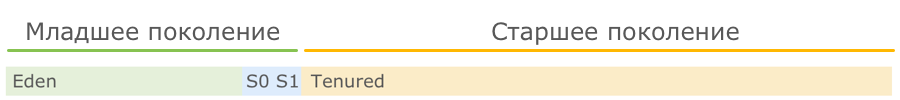 Младшее поколение Старшее поколение
Eden S0 S1 Tenured